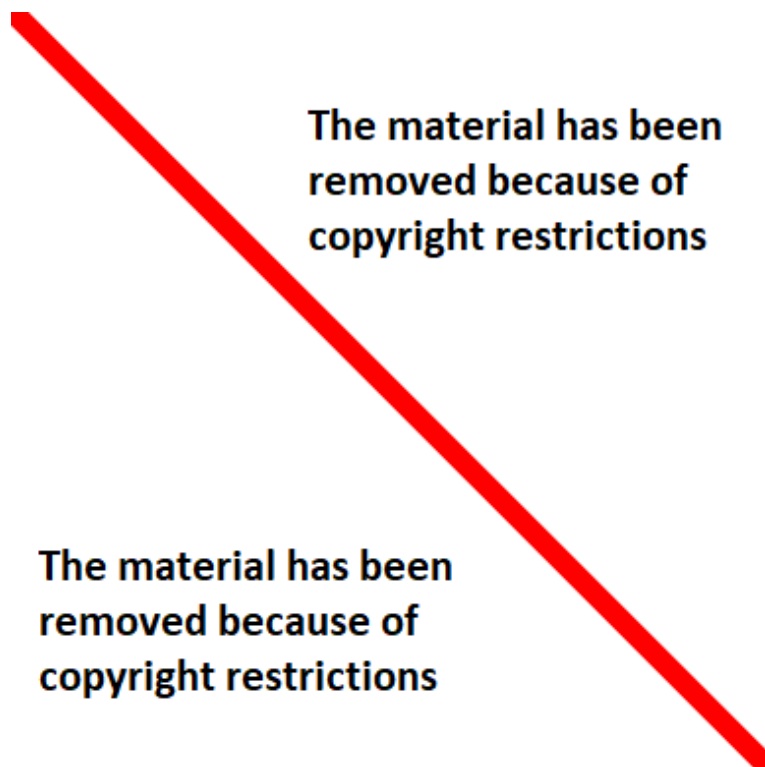 The material has been
removed because of
copyright restrictions
The material has been
removed because of
copyright restrictions